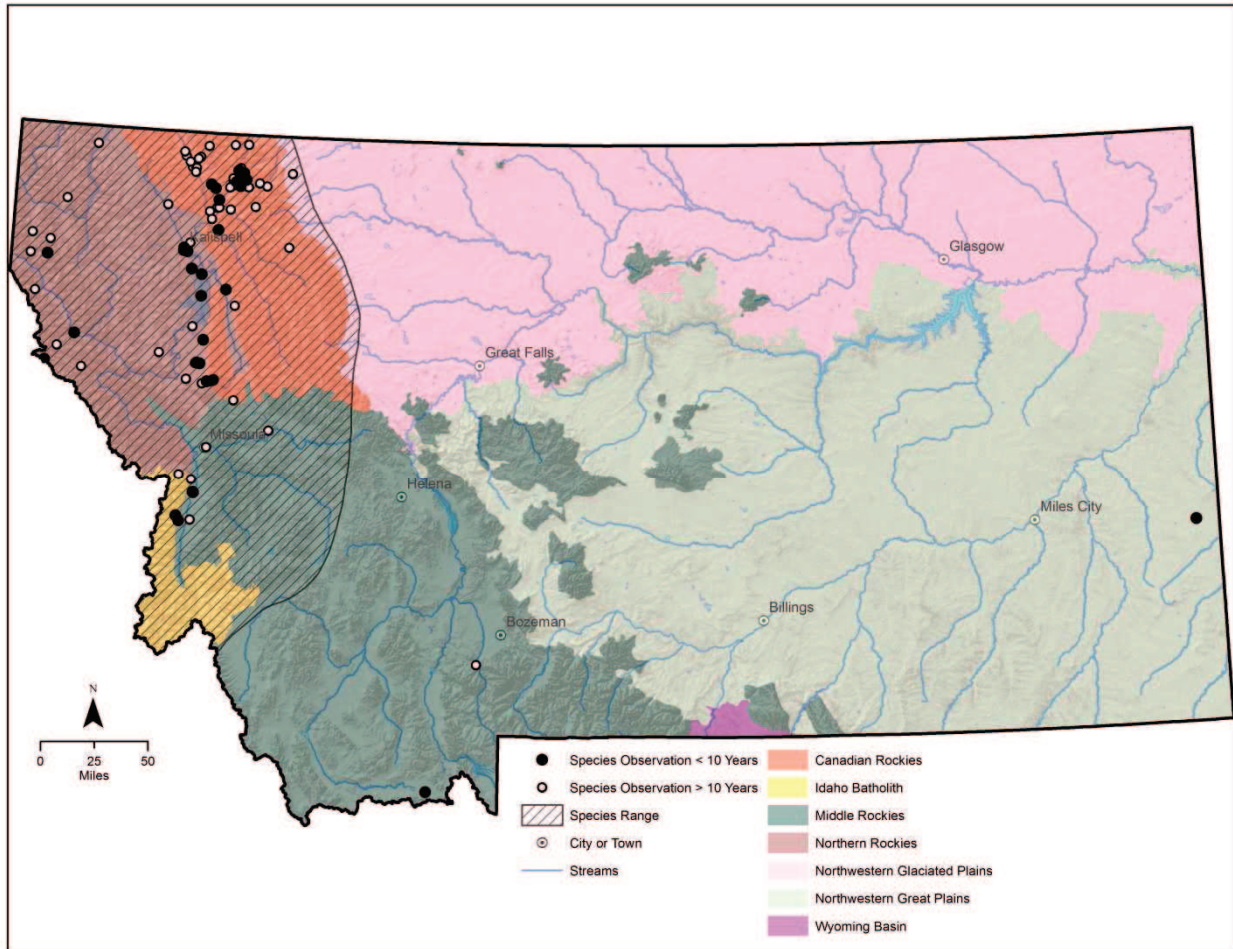 Kalispell
Glasgow
Great Falls
Missoula
Helena
Miles City
Billings
Bozeman
N
0 25 50
Miles
Species Observation < 10 Years
Species Observation > 10 Years
Species Range
City or Town
Streams
Canadian Rockies
Idaho Batholith
Middle Rockies
Northern Rockies
Northwestern Glaciated Plains
Northwestern Great Plains
Wyoming Basin